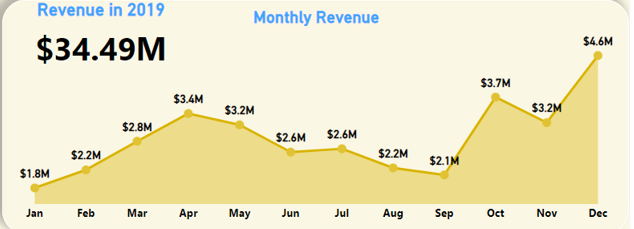 Revenue in 2019
$34.49M
Monthly Revenue
$1.8M
$2.2M
$2.8M
$3.4M
$3.2M
$2.6M
$2.6M
$2.2M
$2.1M
$3.7M
$3.2M
$4.6M
Jan Feb Mar Apr May Jun Jul Aug Sep Oct Nov Dec